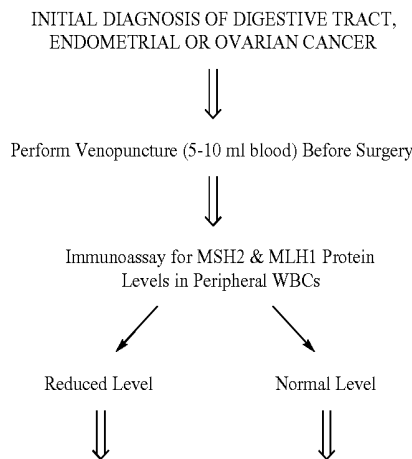 INITIAL DIAGNOSIS OF DIGESTIVE TRACT,
ENDOMETRIAL OR OVARIAN CANCER
Perform Venopuncture (5-10 ml blood) Before Surgery
Immunoassay for MSH2 & MLH1 Protein
Levels in Peripheral WBCs
Reduced Level
Normal Level